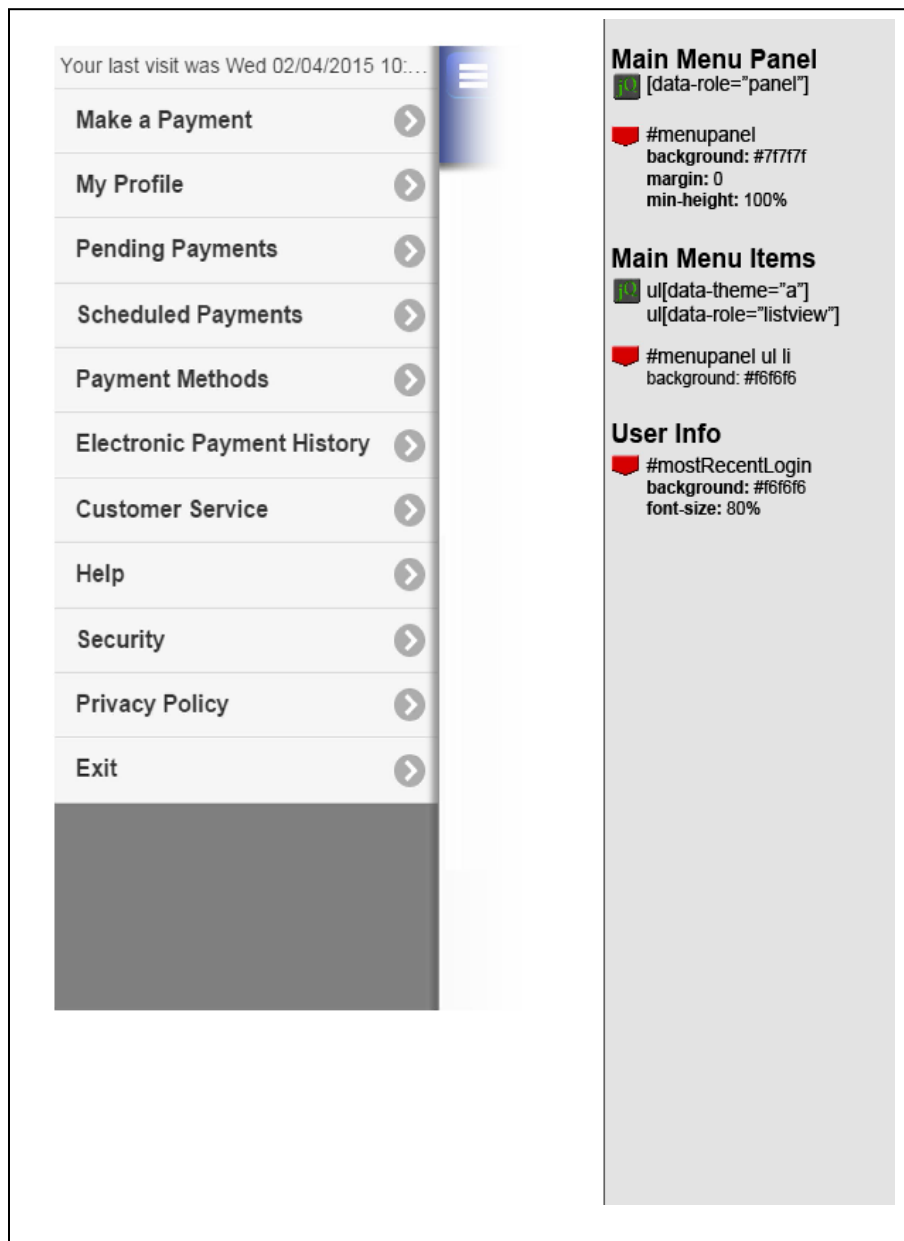 Your last visit was Wed 02/04/2015 10:...
Make a Payment
My Profile
Pending Payments
Scheduled Payments
Payment Methods
Electronic Payment History
Customer Service
Help
Security
Privacy Policy
Exit
Main Menu Panel
jQ [data-role="panel"]
#menupanel
background: #7f7f7f
margin: 0
min-height: 100%
Main Menu Items
jQ ul[data-theme="a"]
ul[data-role="listview"]
#menupanel ul li
background: #f6f6f6
User Info
#mostRecentLogin
background: #f6f6f6
font-size: 80%